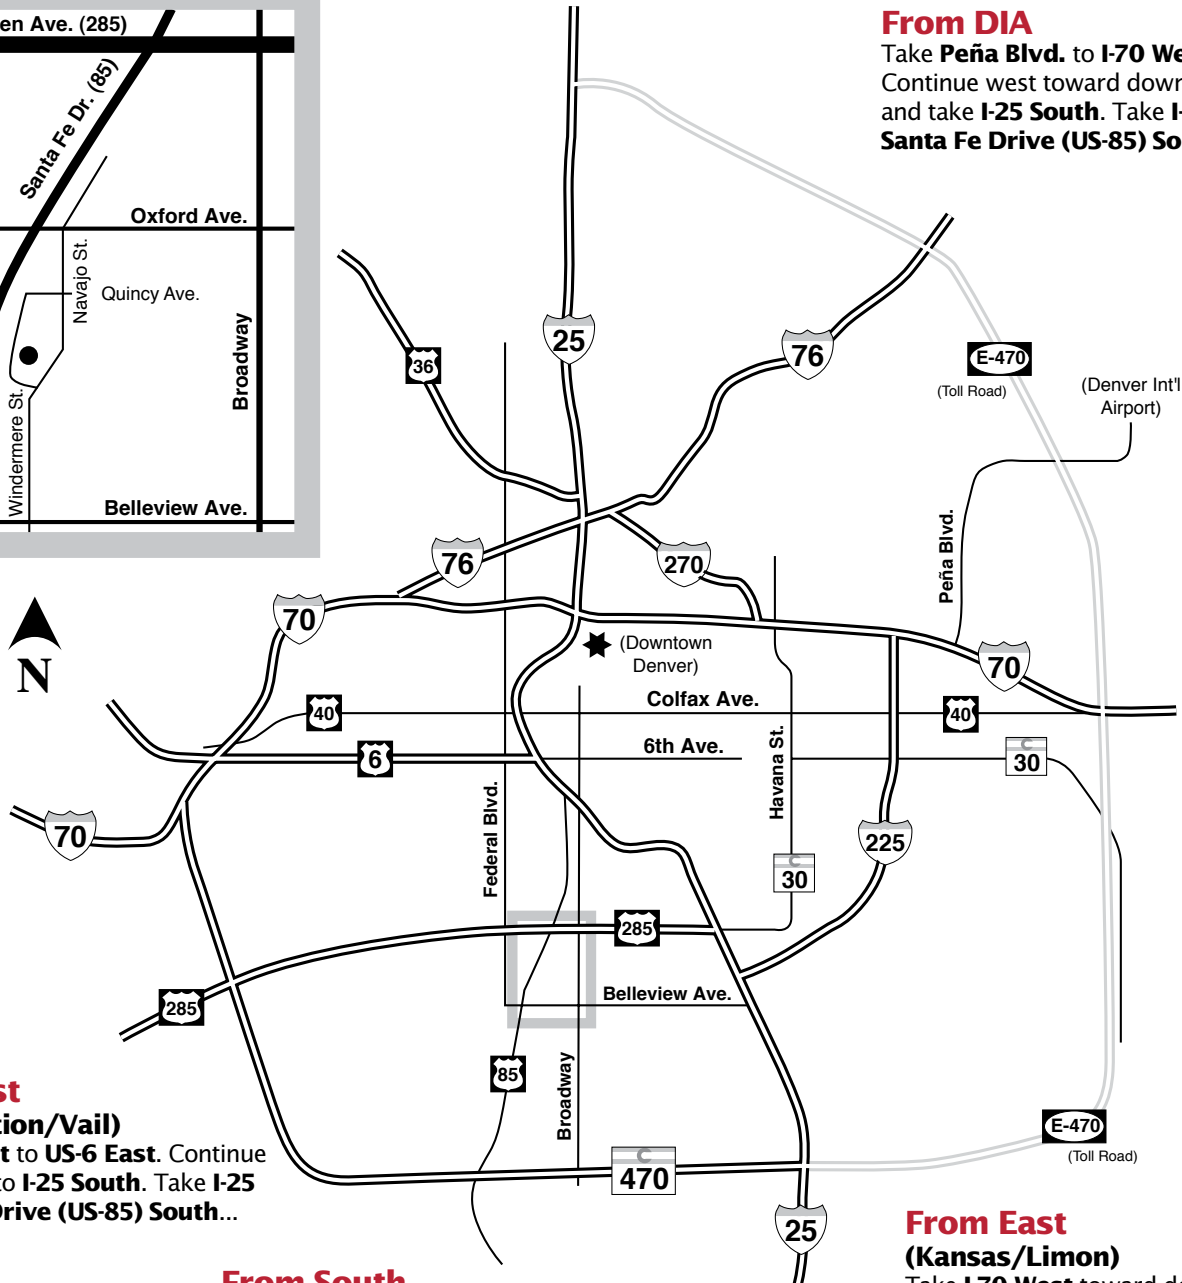 en Ave. (285)
Santa Fe Dr. (85)
Oxford Ave.
Navajo St.
Quincy Ave.
Broadway
Windermere St.
Belleview Ave.
N
From DIA
Take Peña Blvd. to I-70 We
Continue west toward down
and take I-25 South. Take I-
Santa Fe Drive (US-85) So
25
36
76
E-470
(Toll Road)
(Denver Int'l
Airport)
Peña Blvd.
76
270
70
(Downtown
Denver)
70
Colfax Ave.
40
40
6th Ave.
6
C
30
Havana St.
Federal Blvd.
70
225
C
30
285
285
Belleview Ave.
85
Broadway
C
470
E-470
(Toll Road)
25
st
tion/Vail)
t to US-6 East. Continue
to I-25 South. Take I-25
Drive (US-85) South...
From South
From East
(Kansas/Limon)
Take I-70 West toward d